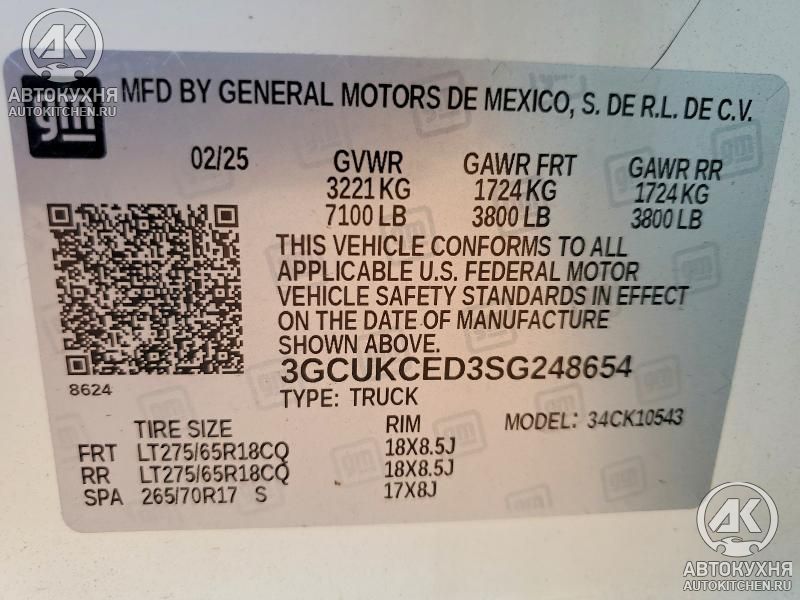 АК
АВТОКУХНЯ
AUTOKITCHEN.RU
gm
MFD BY GENERAL MOTORS DE MEXICO, S. DE R.L. DE C.V.
02/25 GVWR GAWR FRT GAWR RR
3221 KG 1724 KG 1724 KG
7100 LB 3800 LB 3800 LB
THIS VEHICLE CONFORMS TO ALL
APPLICABLE U.S. FEDERAL MOTOR
VEHICLE SAFETY STANDARDS IN EFFECT
ON THE DATE OF MANUFACTURE
SHOWN ABOVE.
8624
3GCUKCED3SG248654
TYPE: TRUCK
TIRE SIZE RIM MODEL: 34CK10543
FRT LT275/65R18CQ 18X8.5J
RR LT275/65R18CQ 18X8.5J
SPA 265/70R17 S 17X8J
АК
АВТОКУХНЯ
AUTOKITCHEN.RU